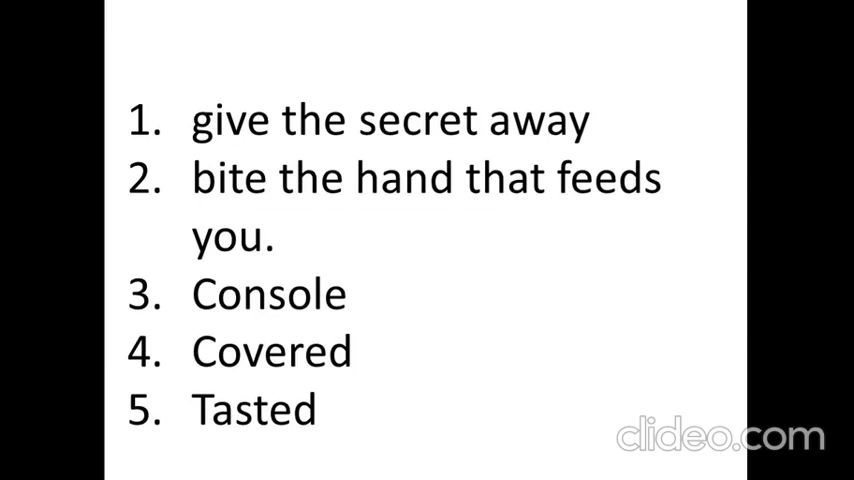 1. give the secret away
2. bite the hand that feeds
you.
3. Console
4. Covered
5. Tasted
clideo.com